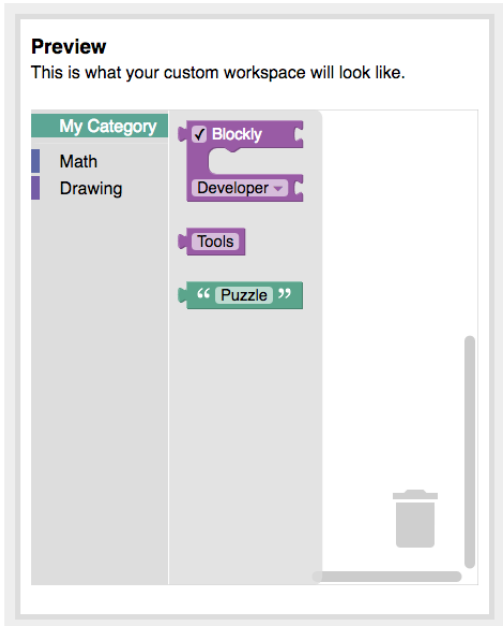 Preview
This is what your custom workspace will look like.
My Category
Math
Drawing
Blockly
Developer
Tools
“ Puzzle ”